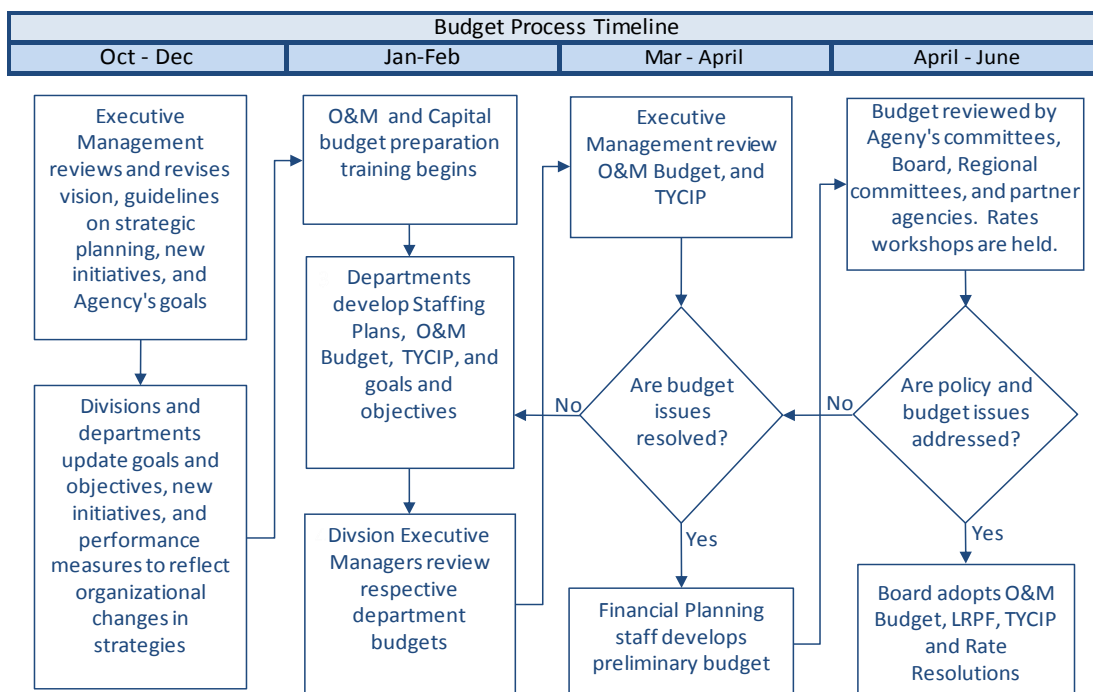 Budget Process Timeline
Oct - Dec
Jan-Feb
Mar - April
April - June
Executive
Management
reviews and revises
vision, guidelines
on strategic
planning, new
initiatives, and
Agency's goals
Divisions and
departments
update goals and
objectives, new
initiatives, and
performance
measures to reflect
organizational
changes in
strategies
O&M and Capital
budget preparation
training begins
Departments
develop Staffing
Plans, O&M
Budget, TYCIP, and
goals and
objectives
Divsion Executive
Managers review
respective
department
budgets
Executive
Management review
O&M Budget, and
TYCIP
Are budget
issues
resolved?
No
Yes
Financial Planning
staff develops
preliminary budget
Budget reviewed by
Ageny's committees,
Board, Regional
committees, and partner
agencies. Rates
workshops are held.
Are policy and
budget issues
addressed?
No
Yes
Board adopts O&M
Budget, LRPF, TYCIP
and Rate
Resolutions